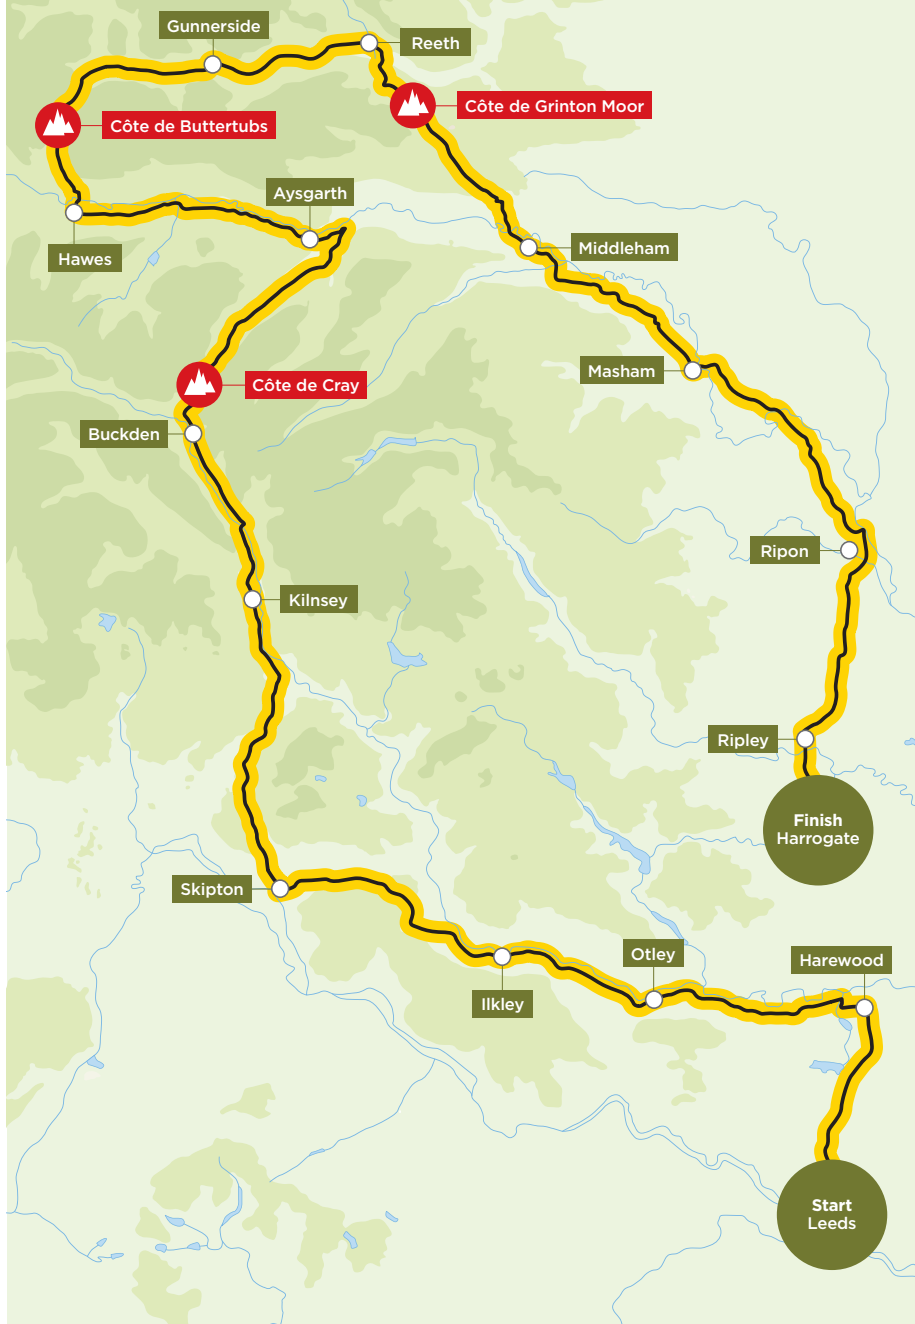 Gunnerside
Reeth
Côte de Grinton Moor
Côte de Buttertubs
Aysgarth
Hawes
Middleham
Masham
Côte de Cray
Buckden
Ripon
Kilnsey
Ripley
Finish
Harrogate
Skipton
Otley
Harewood
Ilkley
Start
Leeds